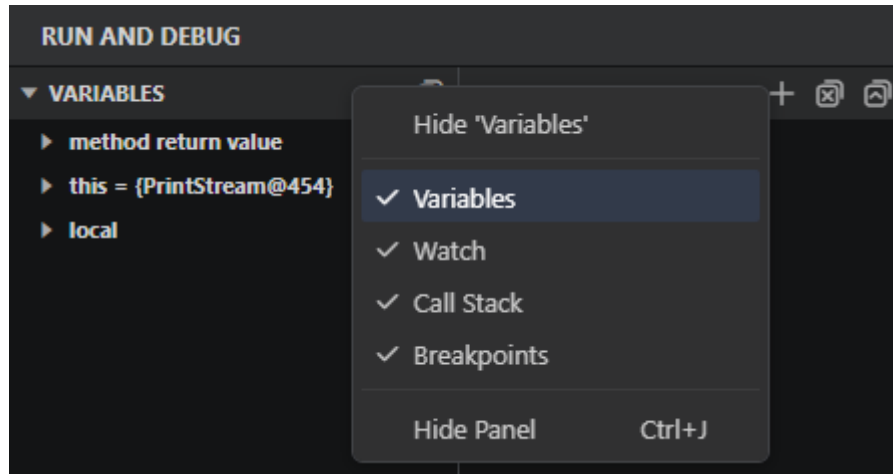 RUN AND DEBUG
VARIABLES
method return value
this = {PrintStream@454}
local
Hide 'Variables'
Variables
Watch
Call Stack
Breakpoints
Hide Panel Ctrl+J